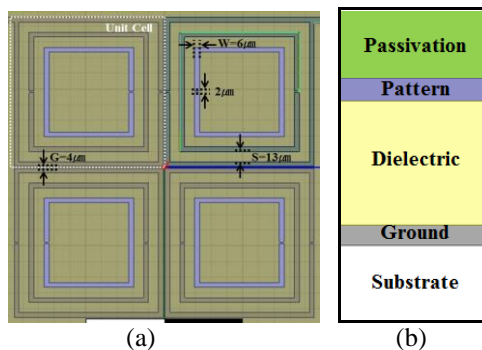 Unit Cell
W=6μm
2μm
G=4μm
S=13μm
(a)
Passivation
Pattern
Dielectric
Ground
Substrate
(b)